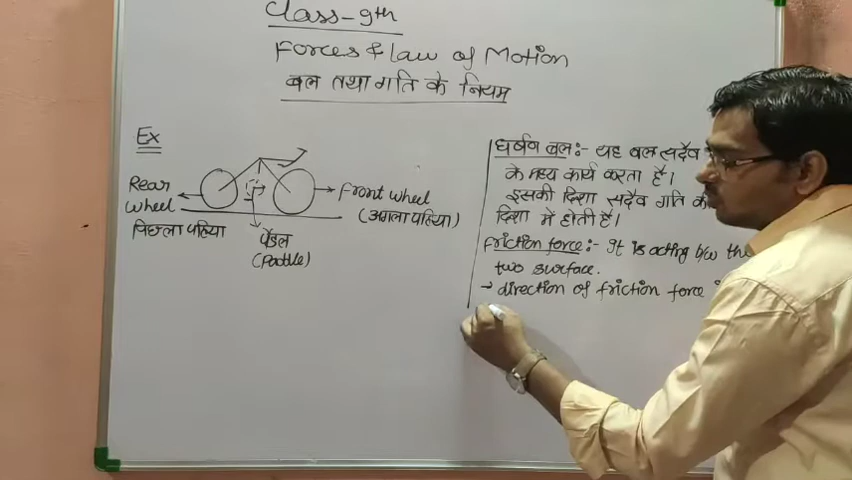 Class-9th
Forces & law of Motion
बल तथा गति के नियम
Ex
Rear
wheel
पिछला पहिया
Front wheel
(अगला पहिया)
पैडल
(Paddle)
घर्षण बल:- यह बल सदैव
के मध्य कार्य करता है।
इसकी दिशा सदैव गति के
दिशा में होती है।
friction force:- It is acting b/w the
two surface.
→ direction of friction force